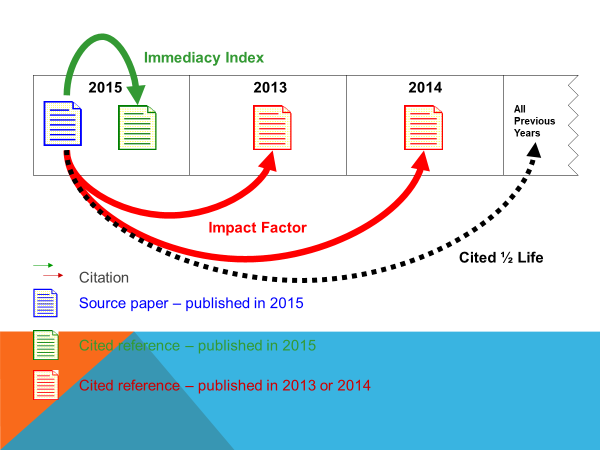 Immediacy Index
2015
2013
2014
All
Previous
Years
Impact Factor
Cited ½ Life
Citation
Source paper – published in 2015
Cited reference – published in 2015
Cited reference – published in 2013 or 2014